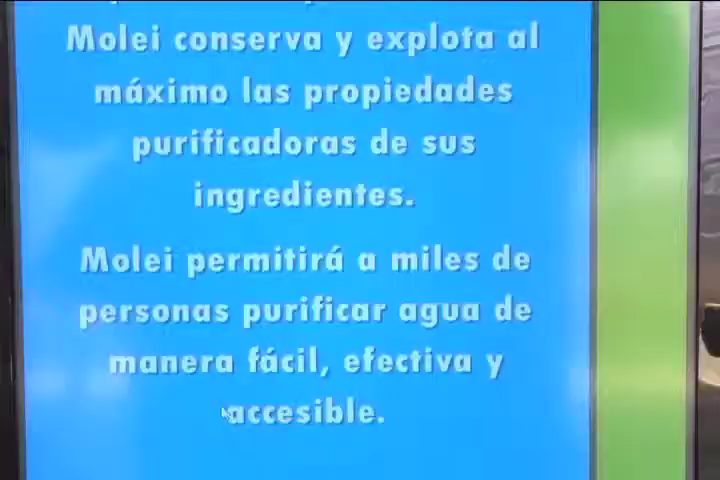 Molei conserva y explota al
máximo las propiedades
purificadoras de sus
ingredientes.
Molei permitirá a miles de
personas purificar agua de
manera fácil, efectiva y
accesible.